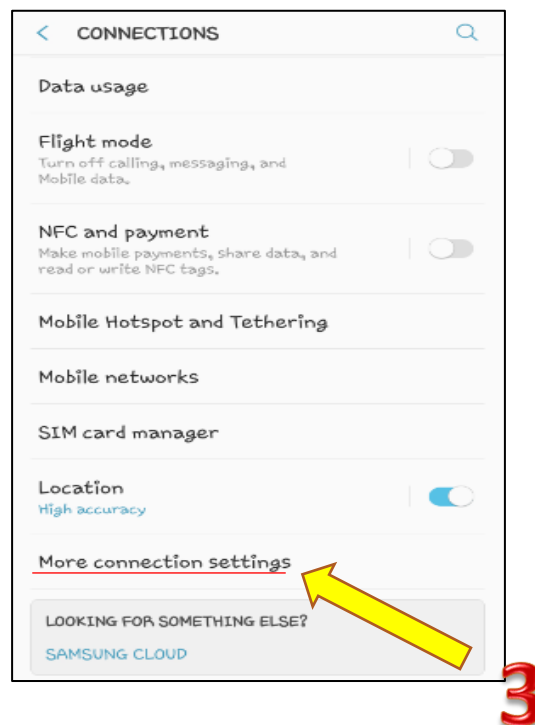 CONNECTIONS
Data usage
Flight mode
Turn off calling, messaging, and
Mobile data.
NFC and payment
Make mobile payments, share data, and
read or write NFC tags.
Mobile Hotspot and Tethering
Mobile networks
SIM card manager
Location
High accuracy
More connection settings
LOOKING FOR SOMETHING ELSE?
SAMSUNG CLOUD
3